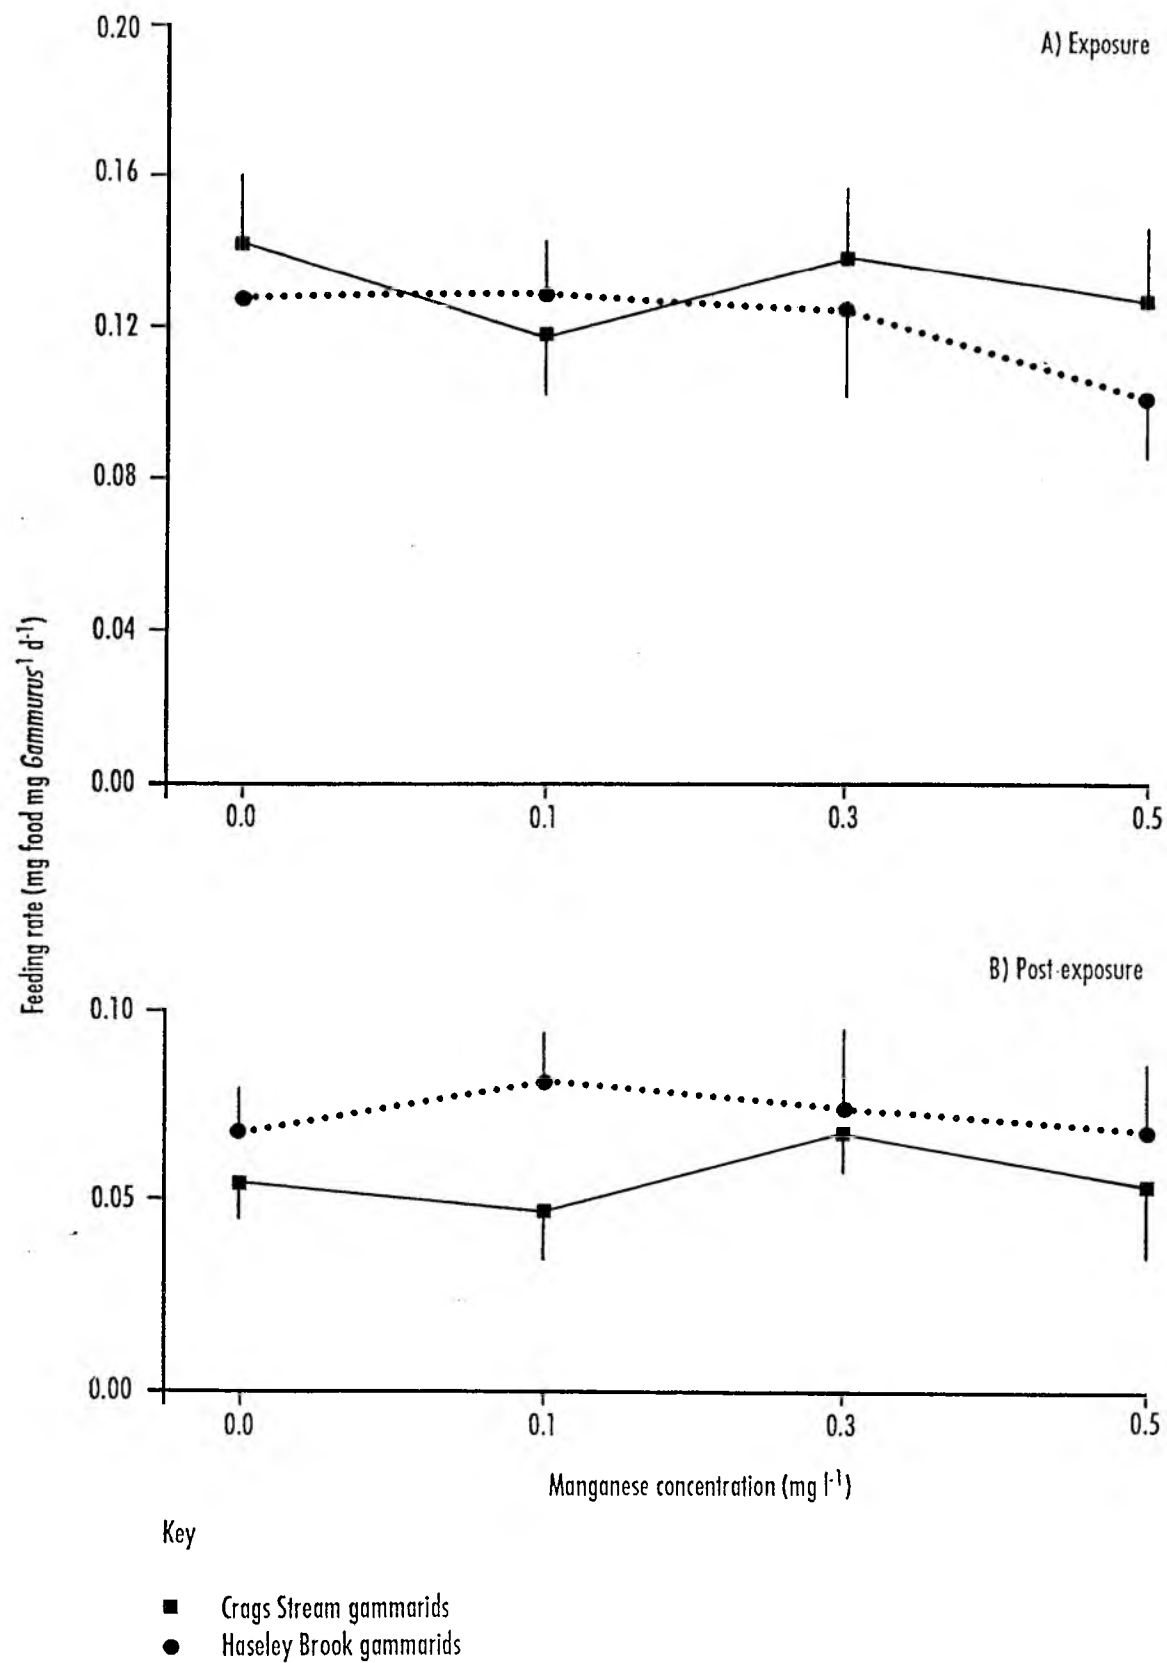 A) Exposure
0.20
0.16
0.12
0.08
0.04
0.00
0.0 0.1 0.3 0.5
Feeding rate (mg food mg Gammurus-1 d-1)
B) Post-exposure
0.10
0.05
0.00
0.0 0.1 0.3 0.5
Manganese concentration (mg l-1)
Key
■ Crags Stream gammarids
● Haseley Brook gammarids